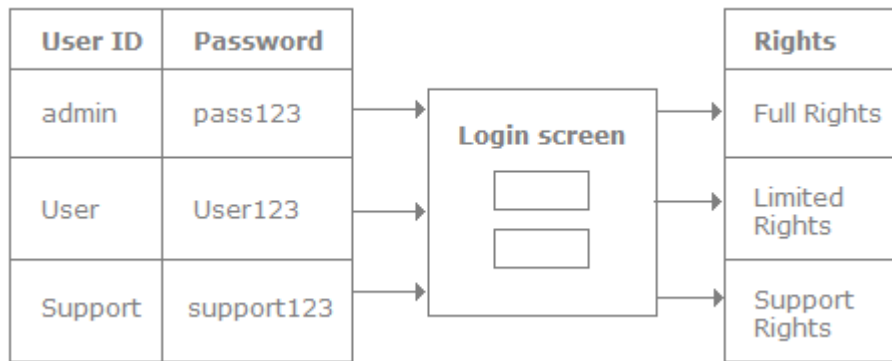 User ID Password
admin pass123
User User123
Support support123
Login screen
Rights
Full Rights
Limited
Rights
Support
Rights